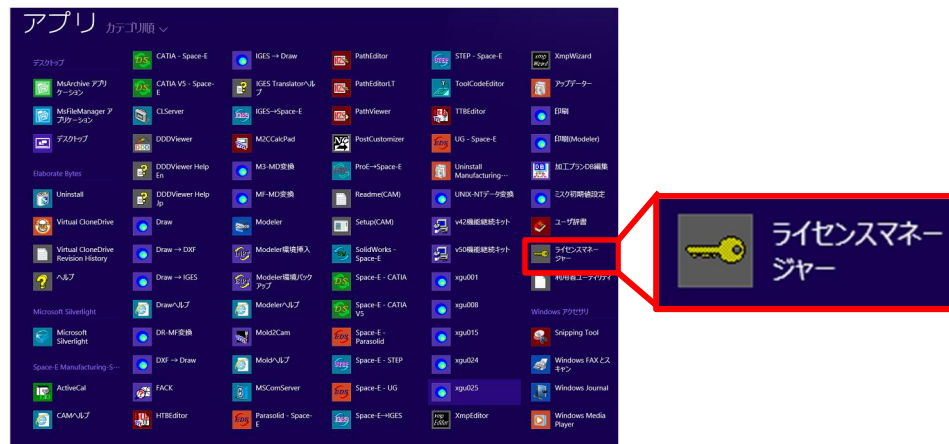 アプリ カテゴリ順
デスクトップ
MsArchive アプリ
ケーション
MsFileManager ア
プリケーション
デスクトップ
Elaborate Bytes
Uninstall
Virtual CloneDrive
Virtual CloneDrive
Revision History
ヘルプ
Microsoft Silverlight
Microsoft
Silverlight
Space-E Manufacturing-S…
ActiveCal
CAMヘルプ
CATIA - Space-E
CATIA V5 - Space-
E
CLServer
DDDViewer
DDDViewer Help
En
DDDViewer Help
Jp
Draw
Draw → DXF
Draw → IGES
Drawヘルプ
DR-MF変換
DXF → Draw
FACK
HTBEditor
IGES → Draw
IGES Translatorヘル
プ
IGES→Space-E
M2CCalcPad
M3-MD変換
MF-MD変換
Modeler
Modeler環境挿入
Modeler環境バック
アップ
Modelerヘルプ
Mold2Cam
Moldヘルプ
MSComServer
Parasolid - Space-
E
PathEditor
PathEditorLT
PathViewer
PostCustomizer
ProE→Space-E
Readme(CAM)
Setup(CAM)
SolidWorks -
Space-E
Space-E - CATIA
Space-E - CATIA
V5
Space-E -
Parasolid
Space-E - STEP
Space-E - UG
Space-E→IGES
STEP - Space-E
ToolCodeEditor
TTBEditor
UG - Space-E
Uninstall
Manufacturing-…
UNIX-NTデータ変換
v42機能継続キット
v50機能継続キット
xgu001
xgu008
xgu015
xgu024
xgu025
XmpEditor
XmpWizard
アップデーター
印刷
印刷(Modeler)
加工プランDB編集
ミスク初期値設定
ユーザ辞書
ライセンスマネー
ジャー
利用者ユーティリティ
Windows アクセサリ
Snipping Tool
Windows FAX とス
キャン
Windows Journal
Windows Media
Player
ライセンスマネー
ジャー